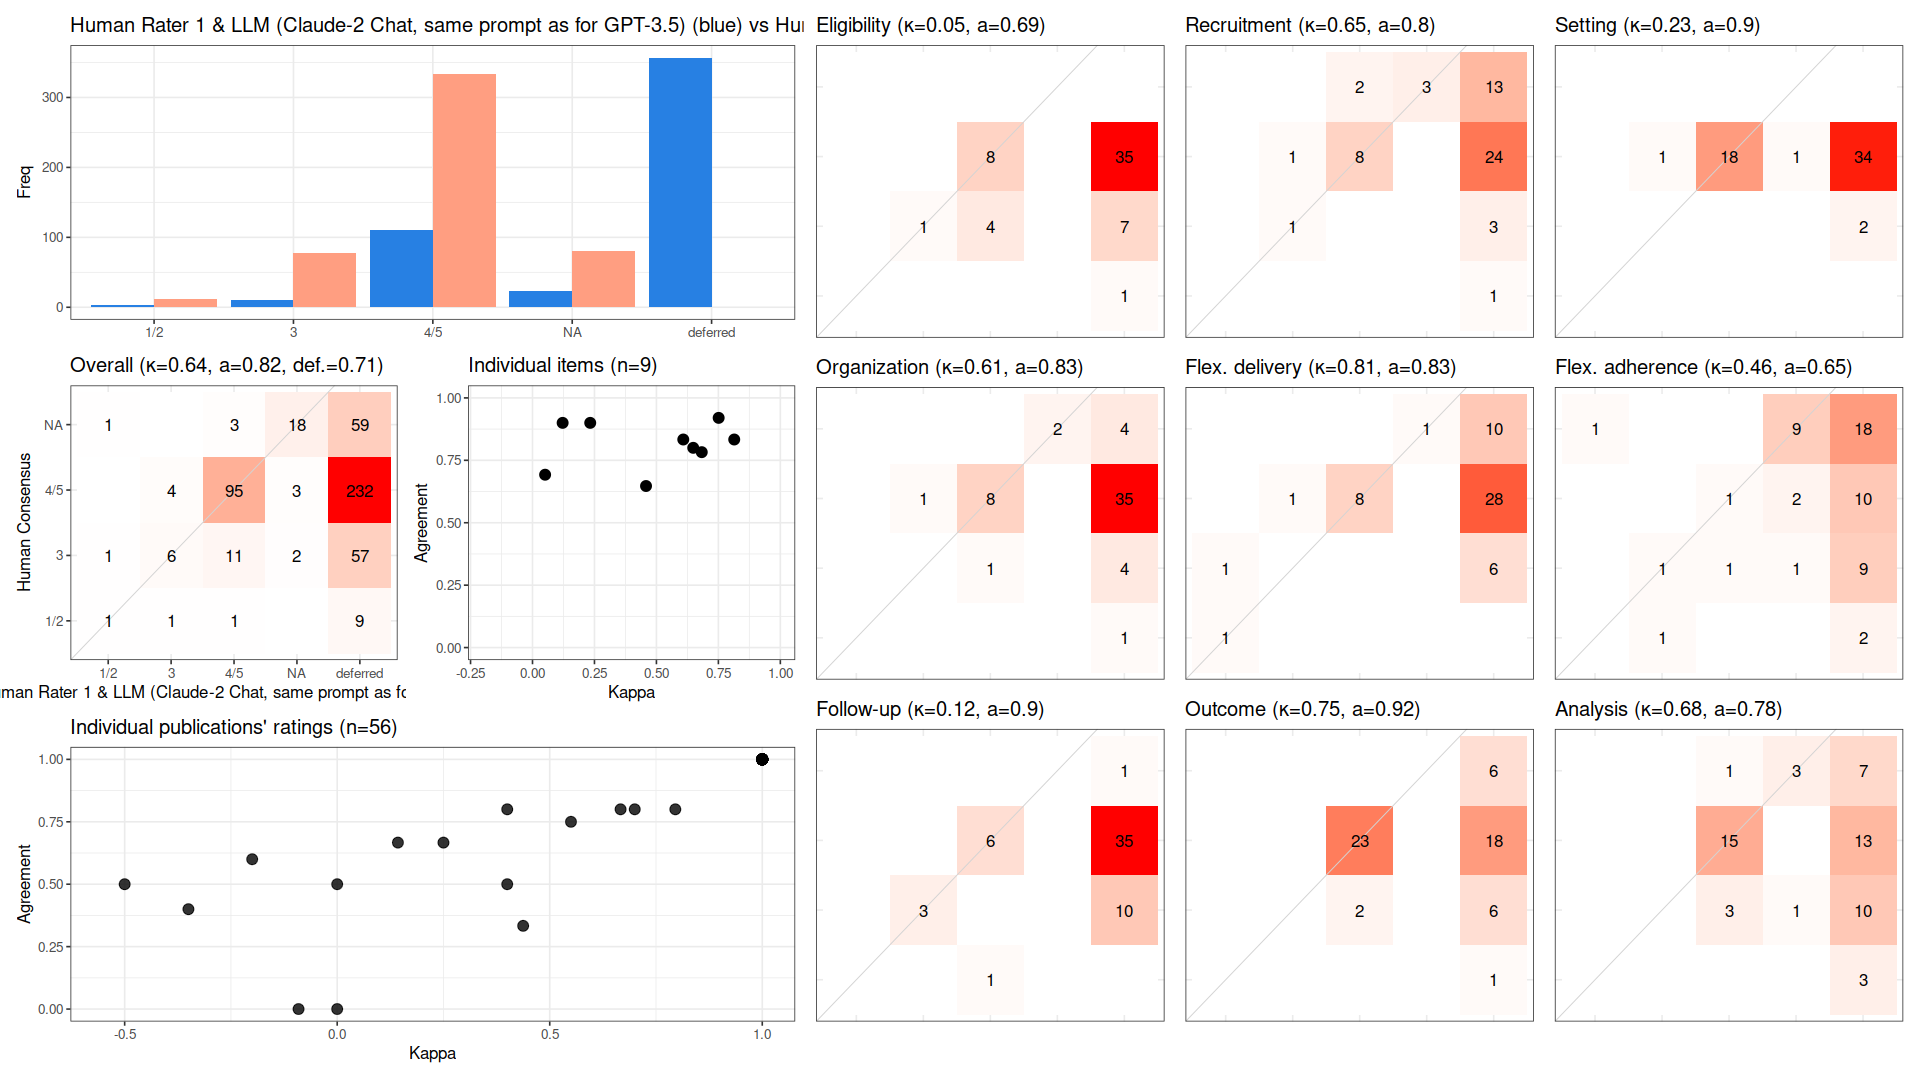 Human Rater 1 & LLM (Claude-2 Chat, same prompt as for GPT-3.5) (blue) vs Hu
Freq
300
200
100
0
1/2 3 4/5 NA deferred
Overall (κ=0.64, a=0.82, def.=0.71)
Human Consensus
NA 1 3 18 59
4/5 4 95 3 232
3 1 6 11 2 57
1/2 1 1 1 9
1/2 3 4/5 NA deferred
man Rater 1 & LLM (Claude-2 Chat, same prompt as fo
Individual items (n=9)
Agreement
1.00
0.75
0.50
0.25
0.00
-0.25 0.00 0.25 0.50 0.75 1.00
Kappa
Individual publications' ratings (n=56)
Agreement
1.00
0.75
0.50
0.25
0.00
-0.5 0.0 0.5 1.0
Kappa
Eligibility (κ=0.05, a=0.69)
8 35
1 4 7
1
Recruitment (κ=0.65, a=0.8)
2 3 13
1 8 24
1 3
1
Setting (κ=0.23, a=0.9)
1 18 1 34
2
Organization (κ=0.61, a=0.83)
2 4
1 8 35
1 4
1
Flex. delivery (κ=0.81, a=0.83)
1 10
1 8 28
1 6
1
Flex. adherence (κ=0.46, a=0.65)
1 9 18
1 2 10
1 1 1 9
1 2
Follow-up (κ=0.12, a=0.9)
1
6 35
3 10
1
Outcome (κ=0.75, a=0.92)
6
23 18
2 6
1
Analysis (κ=0.68, a=0.78)
1 3 7
15 13
3 1 10
3